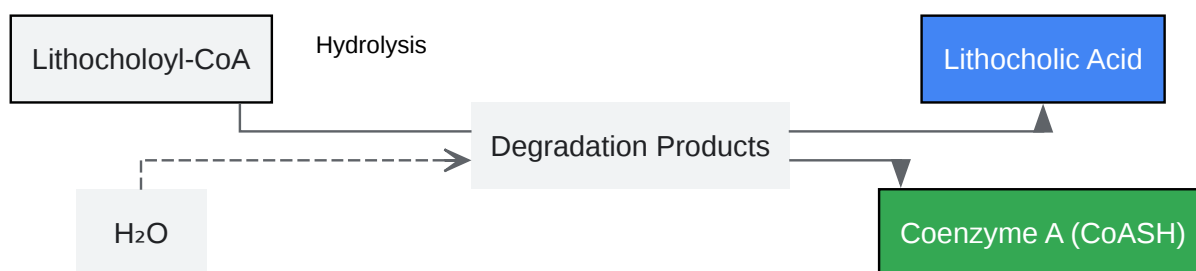 Lithocholoyl-CoA
Hydrolysis
Lithocholic Acid
Degradation Products
H₂O
Coenzyme A (CoASH)